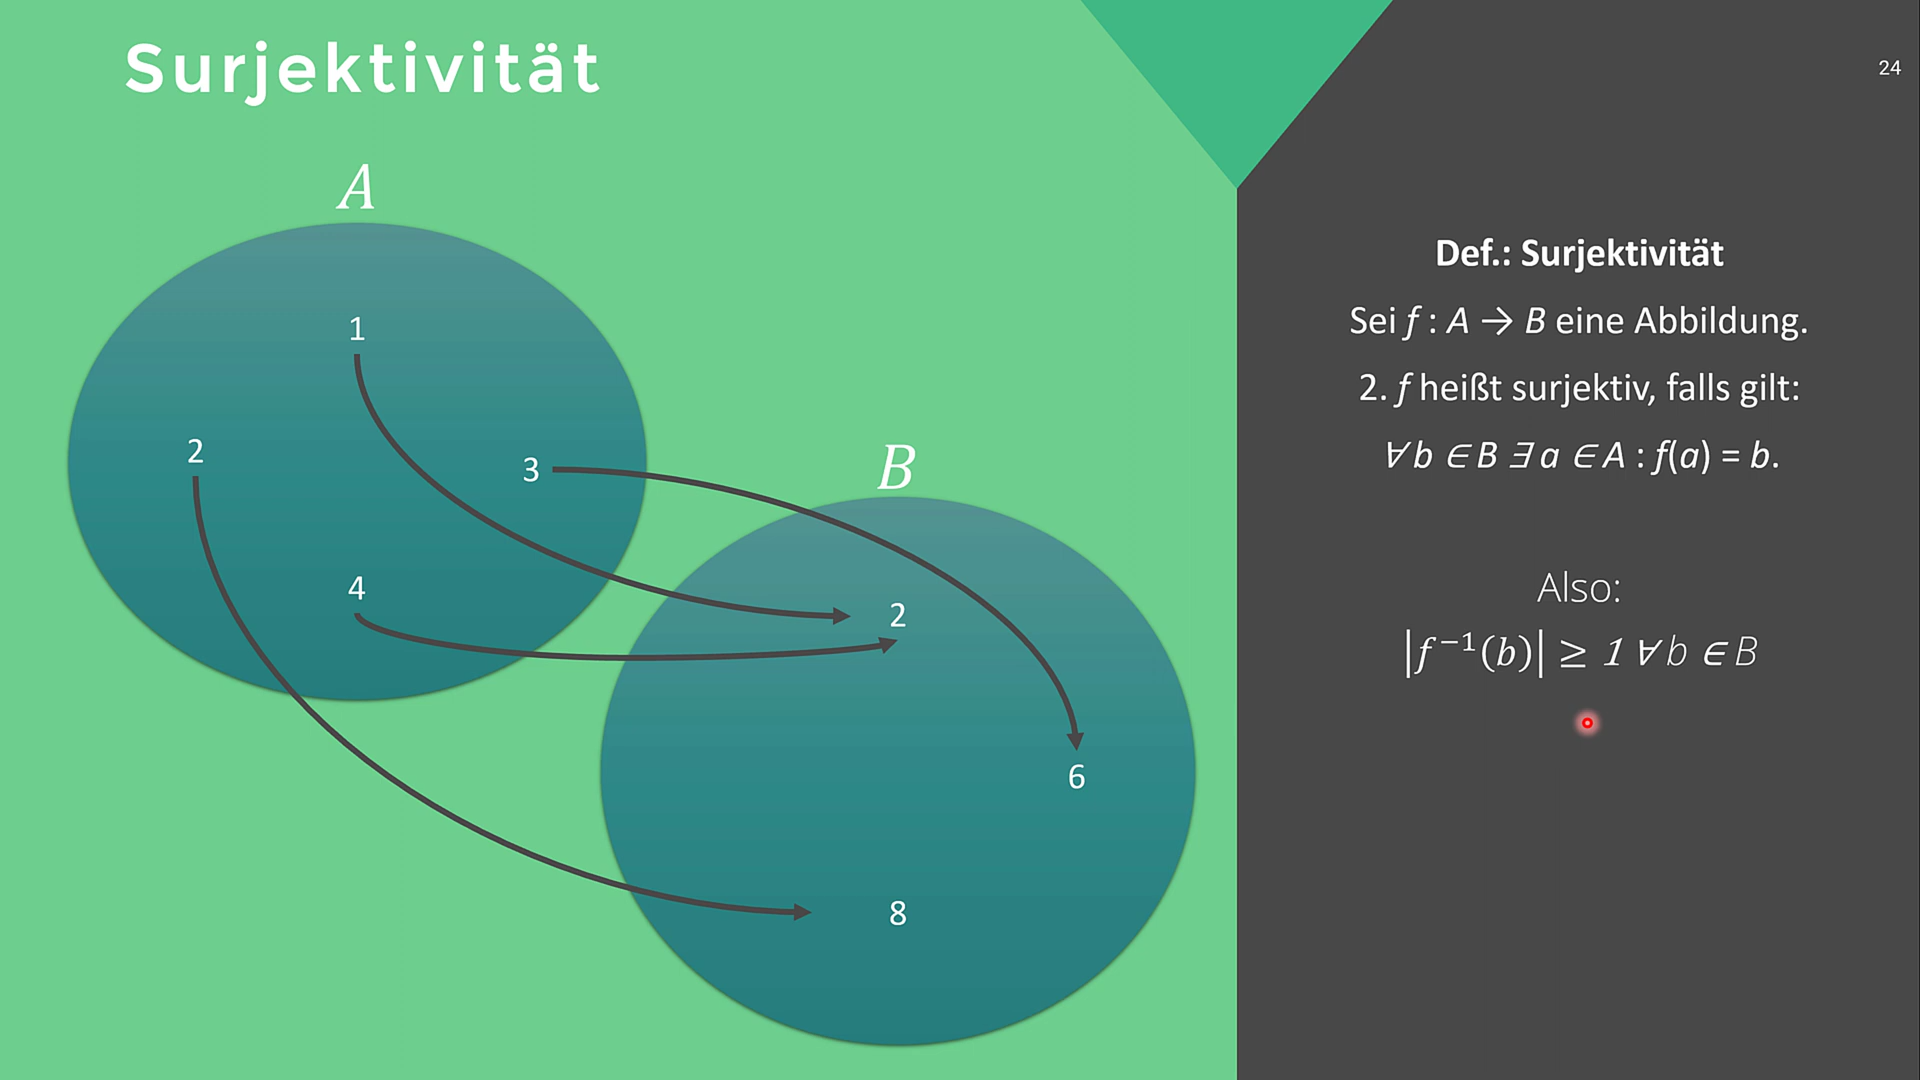 Surjektivität
24
A
1
2
3
4
B
2
6
8
Def.: Surjektivität
Sei f : A → B eine Abbildung.
2. f heißt surjektiv, falls gilt:
∀ b ∈ B ∃ a ∈ A : f(a) = b.
Also:
|f⁻¹(b)| ≥ 1 ∀ b ∈ B